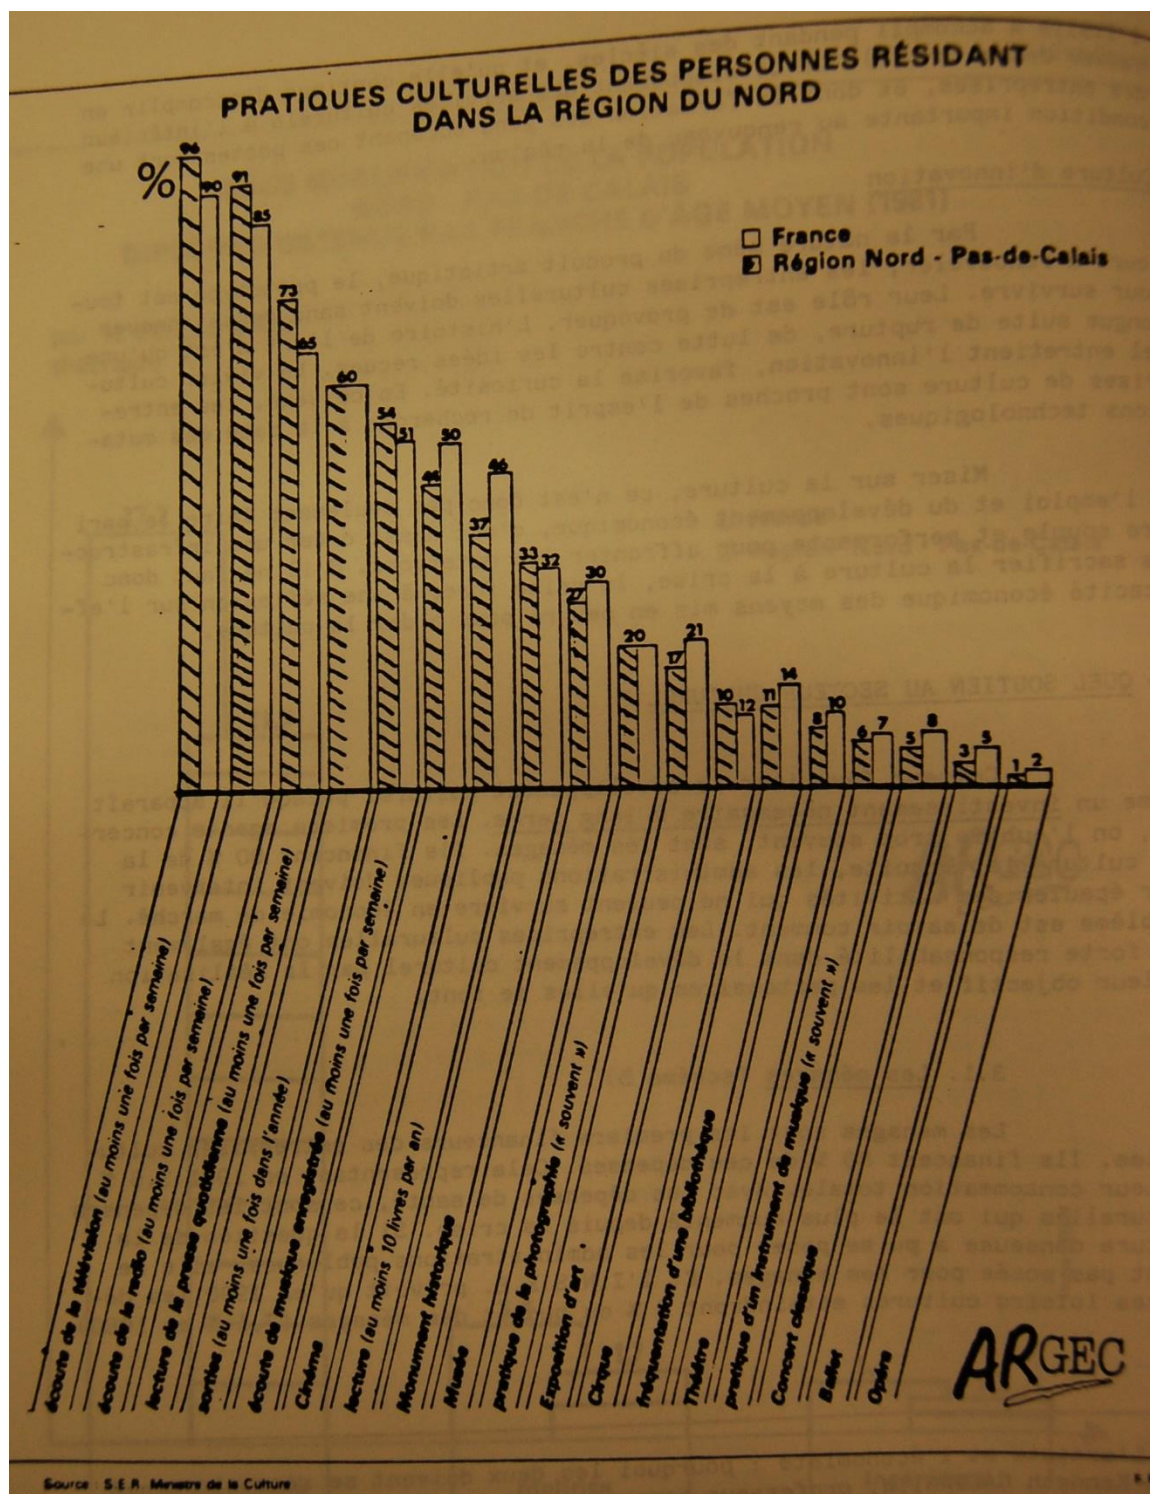 PRATIQUES CULTURELLES DES PERSONNES RÉSIDANT
DANS LA RÉGION DU NORD
%
France
Région Nord - Pas-de-Calais
96 90 91 85 73 65 60 54 51 44 50 37 46 33 32 27 30 20 17 21 10 12 11 14 8 10 6 7 5 8 3 5 1 2
écoute de la télévision (au moins une fois par semaine)
écoute de la radio (au moins une fois par semaine)
lecture de la presse quotidienne (au moins une fois par semaine)
sorties (au moins une fois dans l'année)
écoute de musique enregistrée (au moins une fois par semaine)
Cinéma
lecture (au moins 10 livres par an)
Monument historique
Musée
pratique de la photographie (« souvent »)
Exposition d'art
Cirque
fréquentation d'une bibliothèque
Théâtre
pratique d'un instrument de musique (« souvent »)
Concert classique
Ballet
Opéra
ARGEC
Source : S.E.R. Ministre de la Culture